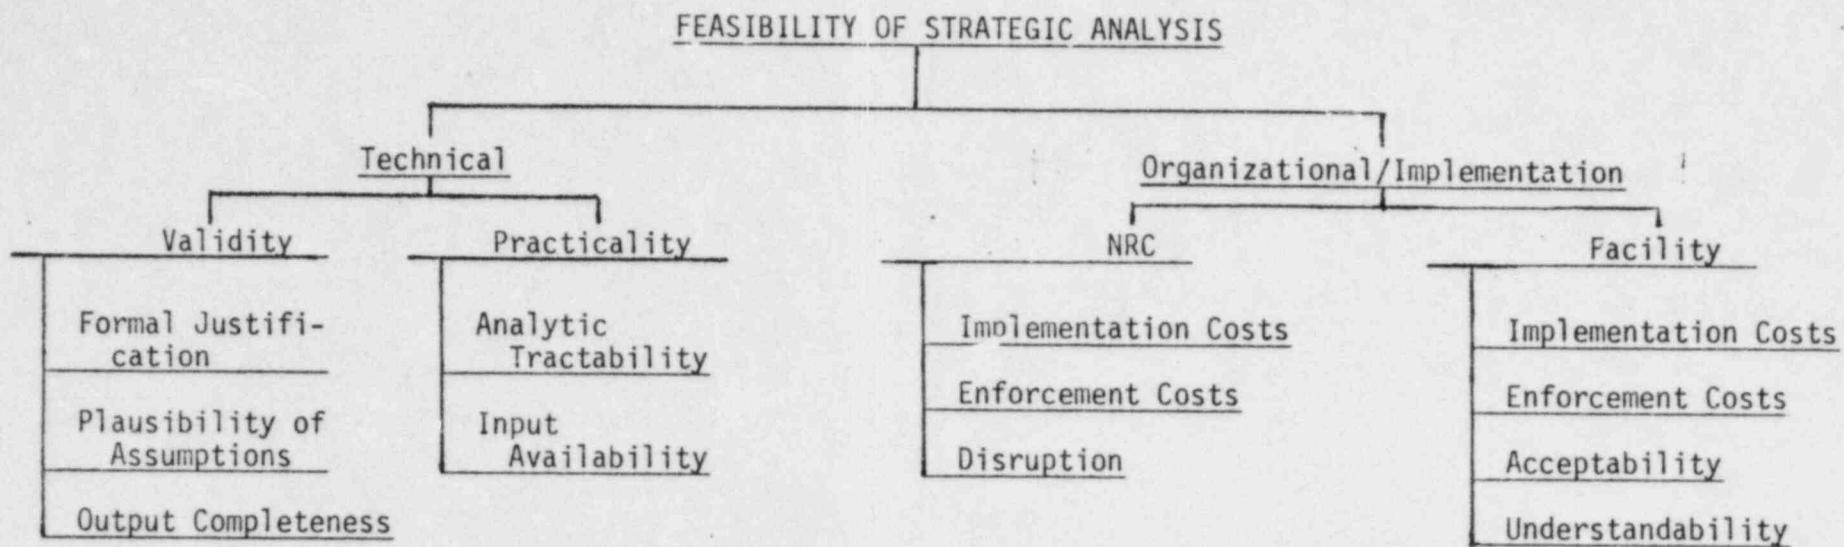 FEASIBILITY OF STRATEGIC ANALYSIS
Technical
Organizational/Implementation
Validity
Practicality
NRC
Facility
Formal Justifi-
cation
Plausibility of
Assumptions
Output Completeness
Analytic
Tractability
Input
Availability
Implementation Costs
Enforcement Costs
Disruption
Implementation Costs
Enforcement Costs
Acceptability
Understandability